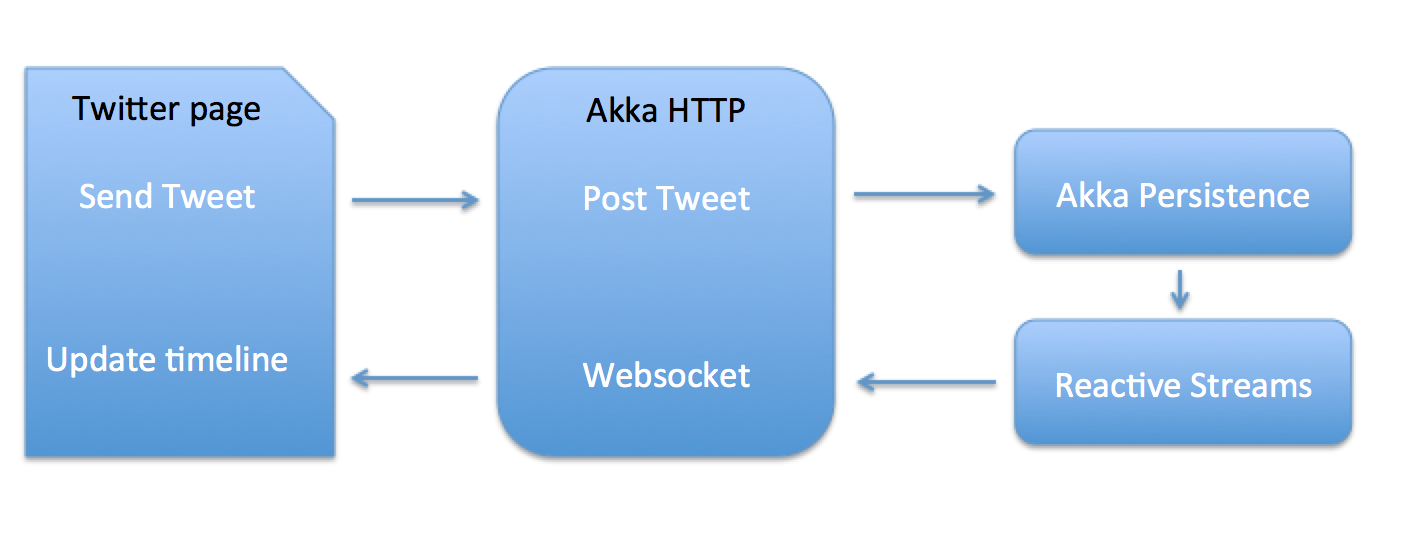 Twitter page
Akka HTTP
Send Tweet
Post Tweet
Akka Persistence
Update timeline
Websocket
Reactive Streams